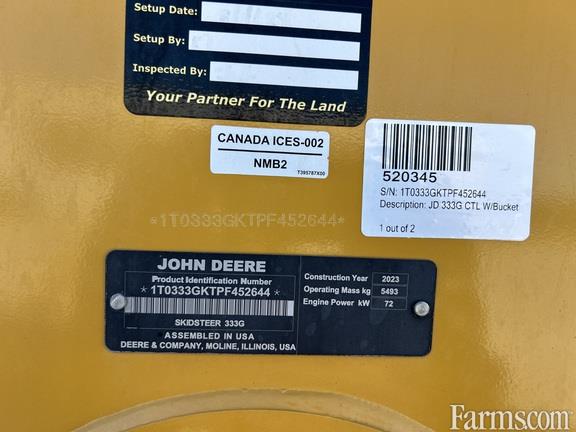 Setup Date:
Setup By:
Inspected By:
Your Partner For The Land
CANADA ICES-002
NMB2
T395787X00
520345
S/N: 1T0333GKTPF452644
Description: JD 333G CTL W/Bucket
1 out of 2
*1T0333GKTPF452644*
JOHN DEERE
Product Identification Number
* 1T0333GKTPF452644 *
SKIDSTEER 333G
ASSEMBLED IN USA
DEERE & COMPANY, MOLINE, ILLINOIS, USA
Construction Year 2023
Operating Mass kg 5493
Engine Power kW 72
Farms.com